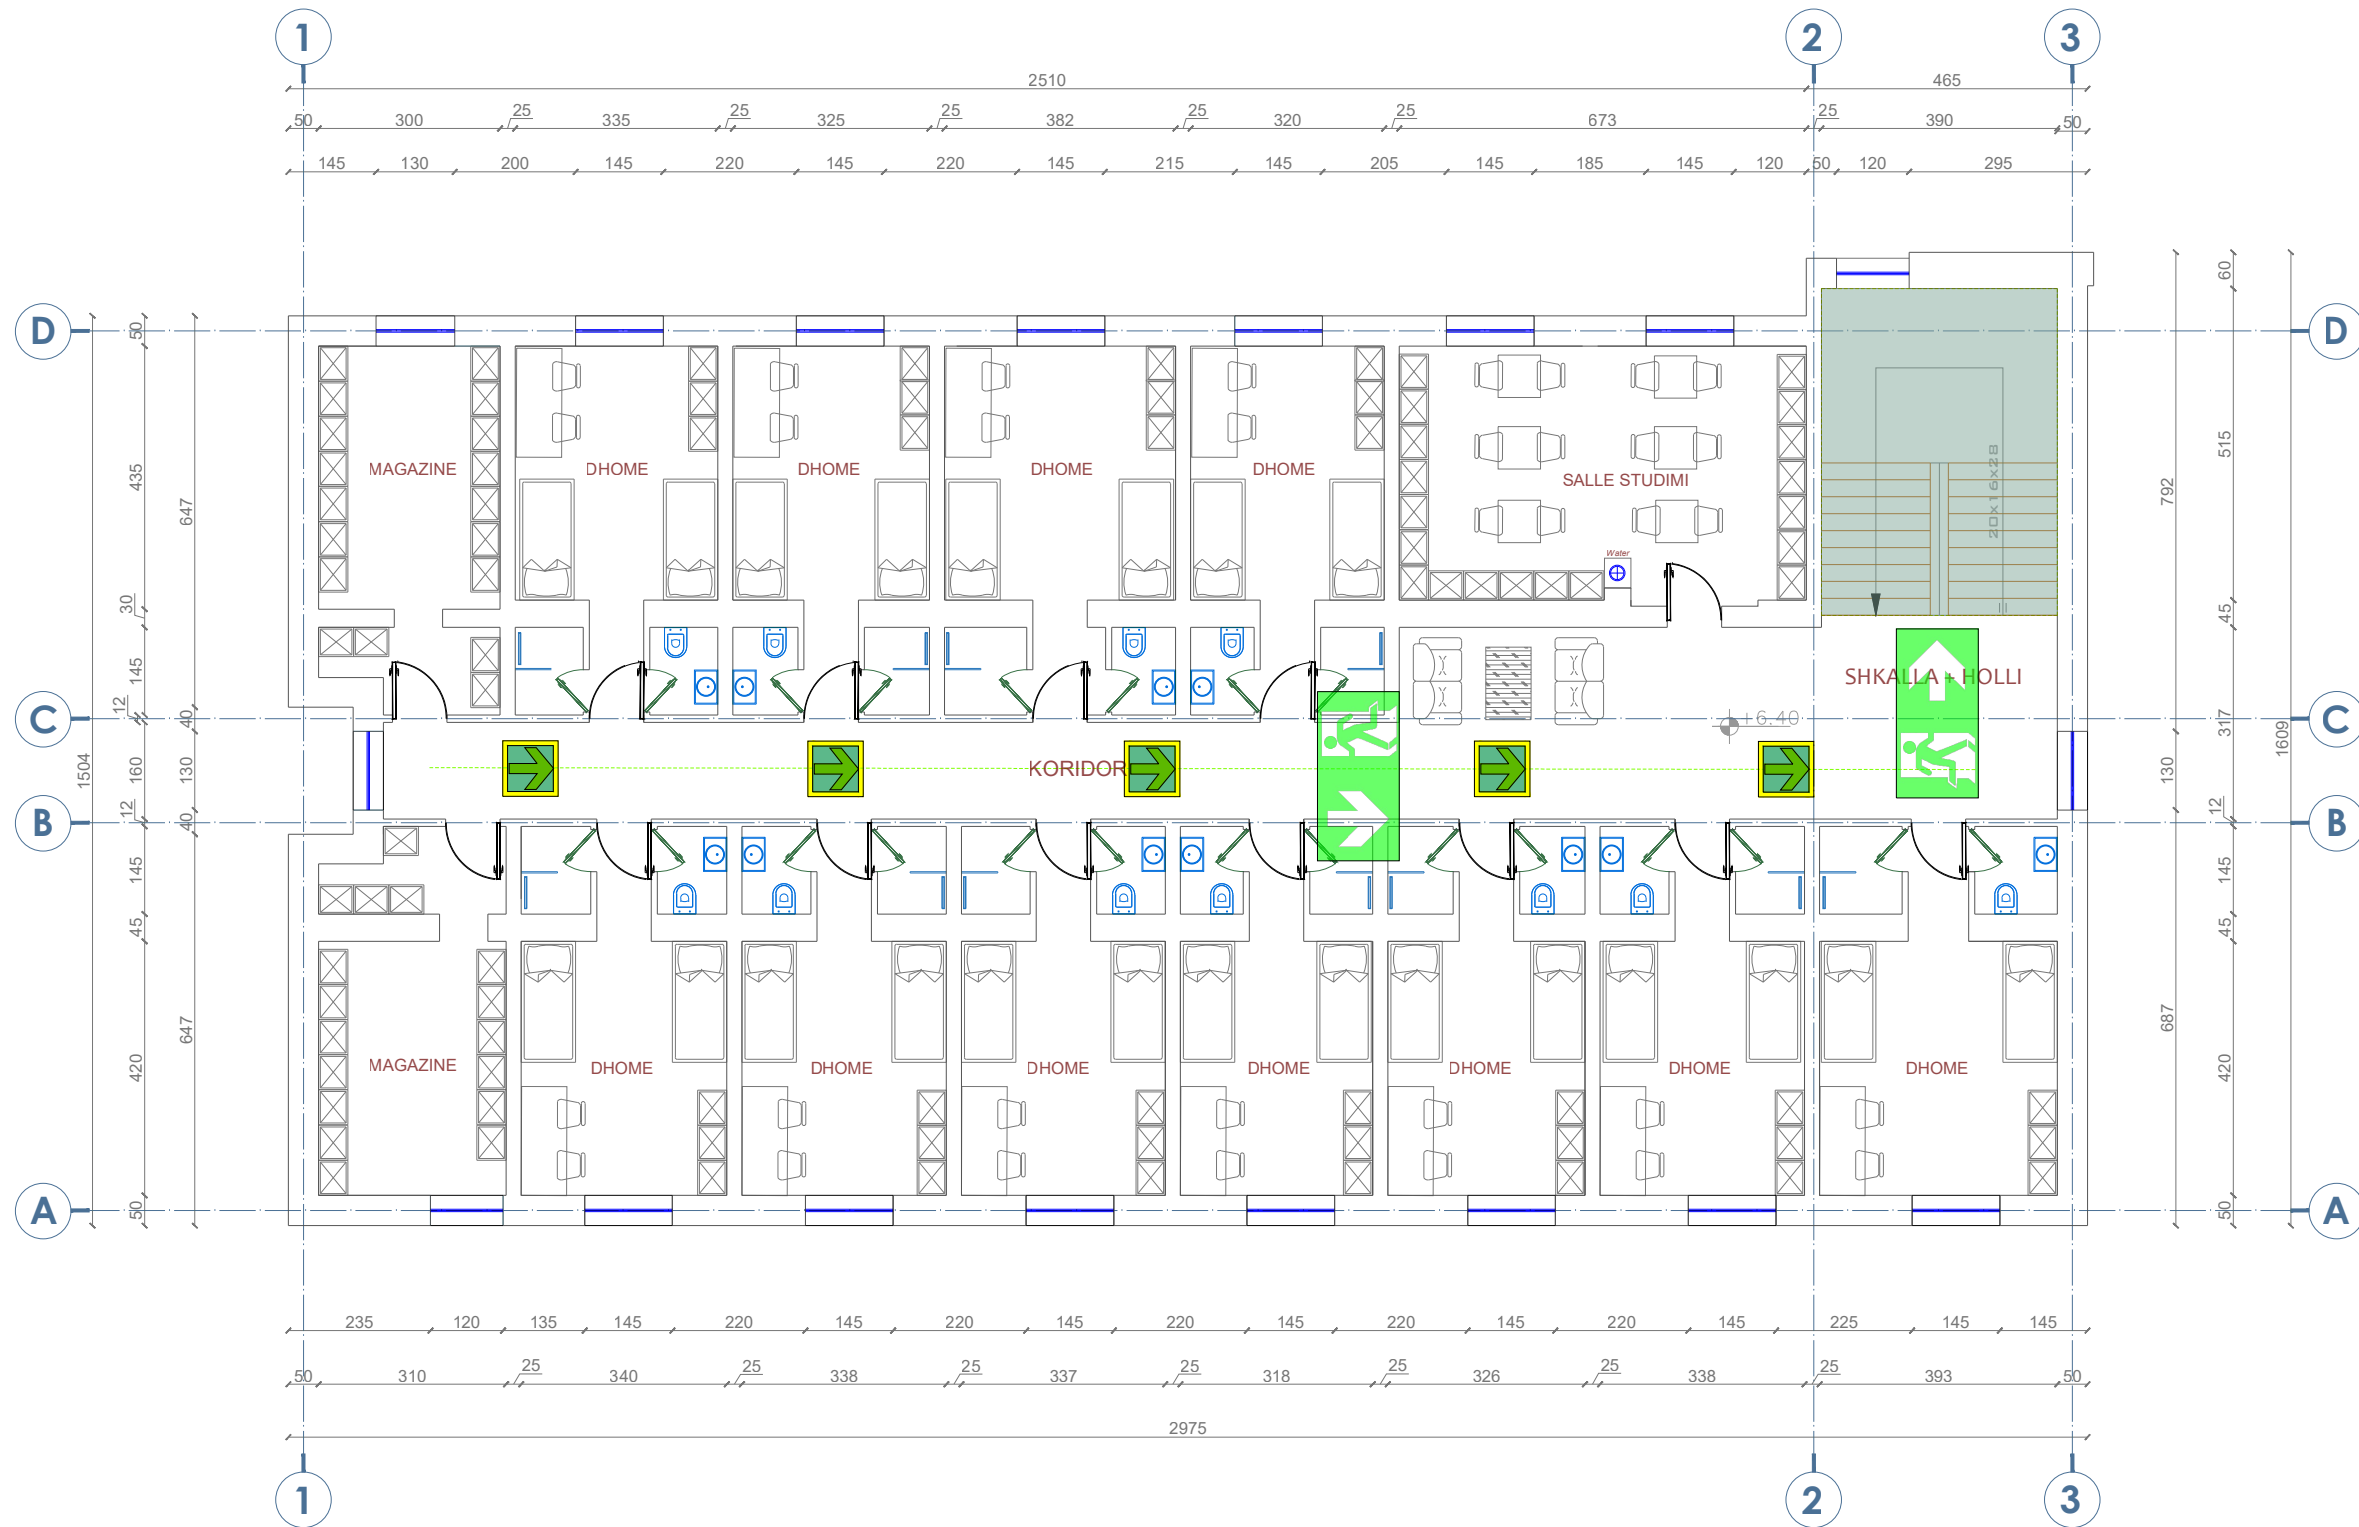 1 2 3
2510 465
50 300 25 335 25 325 25 382 25 320 25 673 25 390 50
145 130 200 145 220 145 220 145 215 145 205 145 185 145 120 50 120 295
D 50 60 D
1504 435 647 792 515 1609
MAGAZINE DHOME DHOME DHOME DHOME SALLE STUDIMI
20x16x28
Water
30 45
145 SHKALLA + HOLLI
12 40
C +6.40 317 C
160 130 KORIDOR 130
12 40 12
B B
145 145
45 45
647 687
420 420
MAGAZINE DHOME DHOME DHOME DHOME DHOME DHOME DHOME
A 50 50 A
235 120 135 145 220 145 220 145 220 145 220 145 220 145 225 145 145
50 310 25 340 25 338 25 337 25 318 25 326 25 338 25 393 50
2975
1 2 3